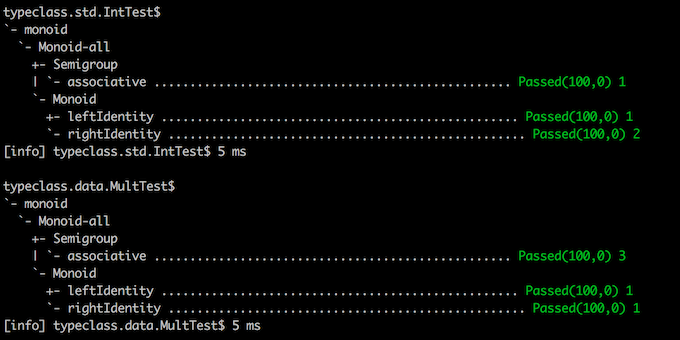 typeclass.std.IntTest$
`- monoid
  `- Monoid-all
    +- Semigroup
    | `- associative .................................................. Passed(100,0) 1
    `- Monoid
      +- leftIdentity .................................................. Passed(100,0) 1
      `- rightIdentity .................................................. Passed(100,0) 2
[info] typeclass.std.IntTest$ 5 ms

typeclass.data.MultTest$
`- monoid
  `- Monoid-all
    +- Semigroup
    | `- associative .................................................. Passed(100,0) 3
    `- Monoid
      +- leftIdentity .................................................. Passed(100,0) 1
      `- rightIdentity .................................................. Passed(100,0) 1
[info] typeclass.data.MultTest$ 5 ms